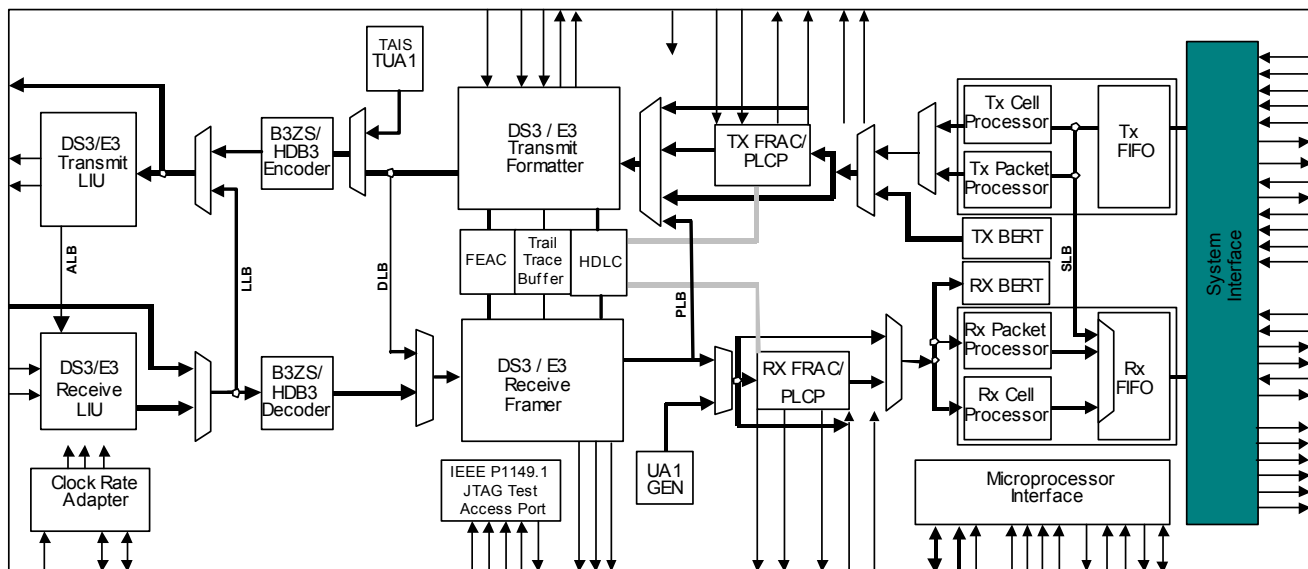 TAIS
TUA1
DS3/E3
Transmit
LIU
B3ZS/
HDB3
Encoder
DS3 / E3
Transmit
Formatter
TX FRAC/
PLCP
Tx Cell
Processor
Tx Packet
Processor
Tx
FIFO
TX BERT
RX BERT
System
Interface
ALB
LLB
DLB
FEAC
Trail
Trace
Buffer
HDLC
PLB
SLB
DS3/E3
Receive
LIU
B3ZS/
HDB3
Decoder
DS3 / E3
Receive
Framer
RX FRAC/
PLCP
Rx Packet
Processor
Rx Cell
Processor
Rx
FIFO
UA1
GEN
Clock Rate
Adapter
IEEE P1149.1
JTAG Test
Access Port
Microprocessor
Interface